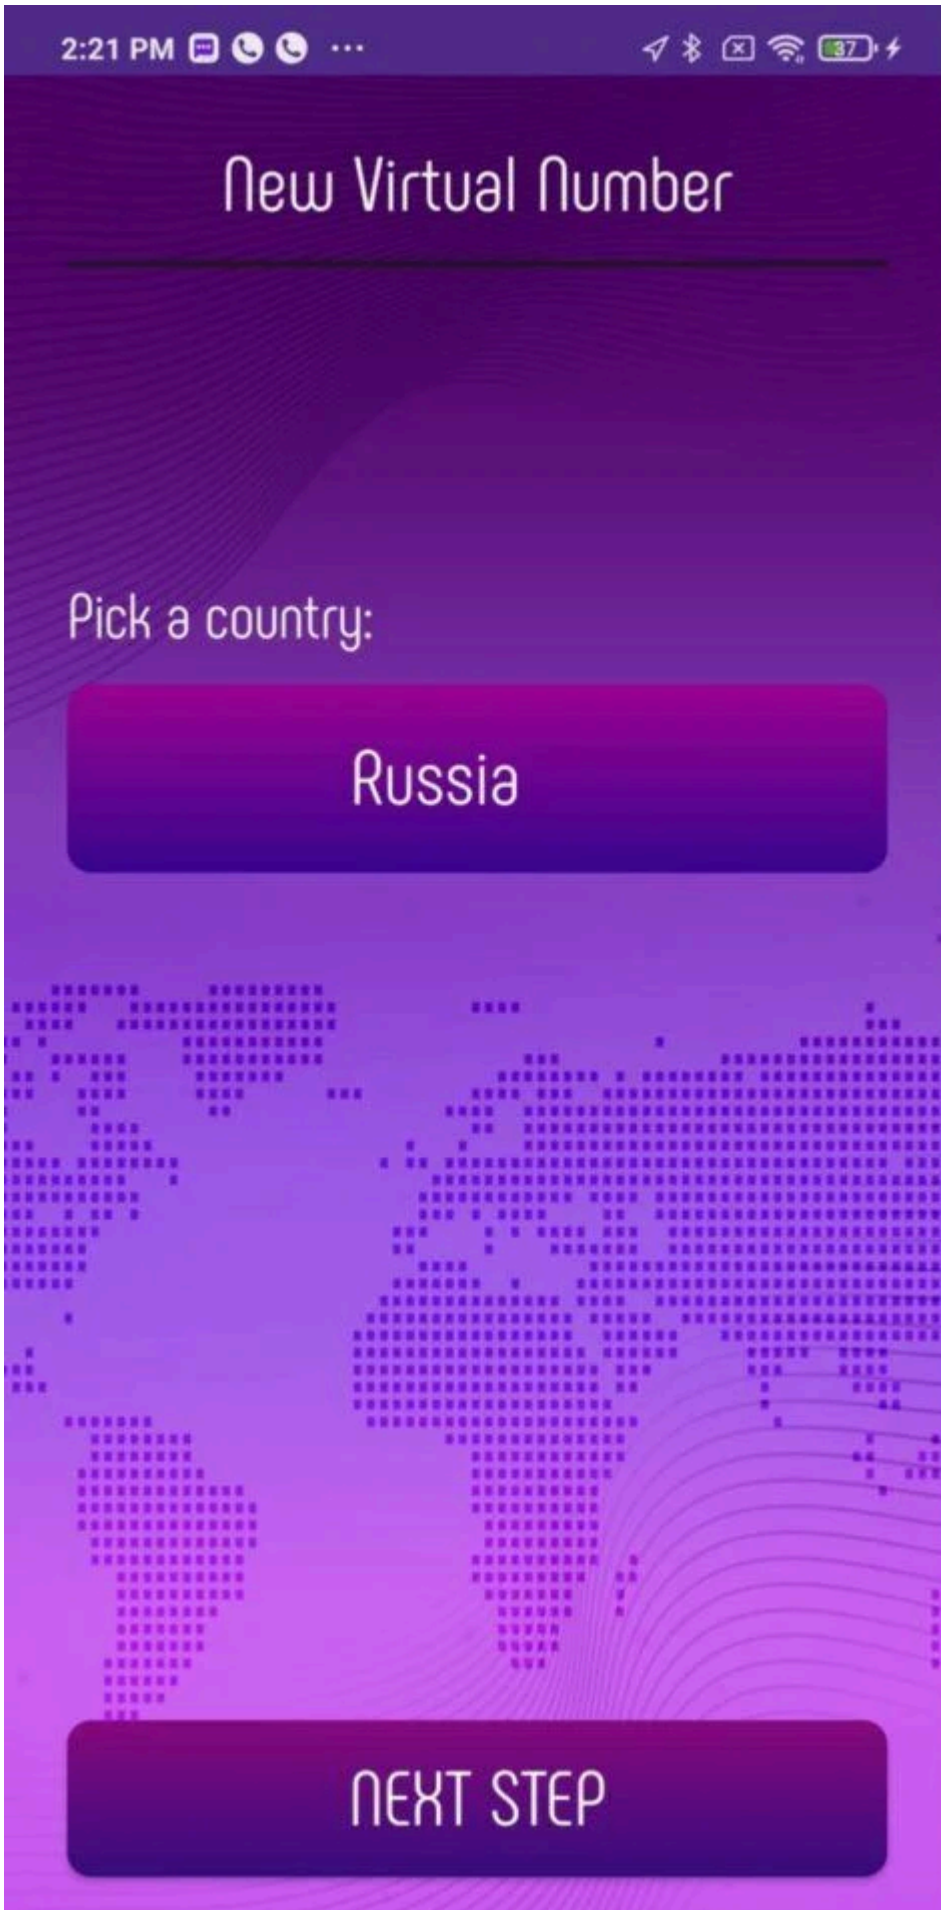 2:21 PM ... 37
New Virtual Number
Pick a country:
Russia
NEXT STEP